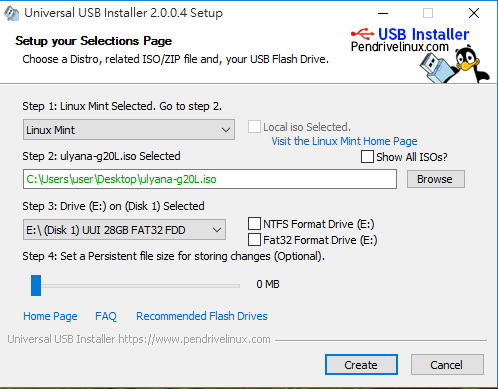 Universal USB Installer 2.0.0.4 Setup
Setup your Selections Page
Choose a Distro, related ISO/ZIP file and, your USB Flash Drive.
USB Installer
Pendrivelinux.com
Step 1: Linux Mint Selected. Go to step 2.
Linux Mint
Local iso Selected.
Visit the Linux Mint Home Page
Step 2: ulyana-g20L.iso Selected
Show All ISOs?
C:\Users\user\Desktop\ulyana-g20L.iso
Browse
Step 3: Drive (E:) on (Disk 1) Selected
E:\ (Disk 1) UUI 28GB FAT32 FDD
NTFS Format Drive (E:)
Fat32 Format Drive (E:)
Step 4: Set a Persistent file size for storing changes (Optional).
0 MB
Home Page FAQ Recommended Flash Drives
Universal USB Installer https://www.pendrivelinux.com
Create Cancel